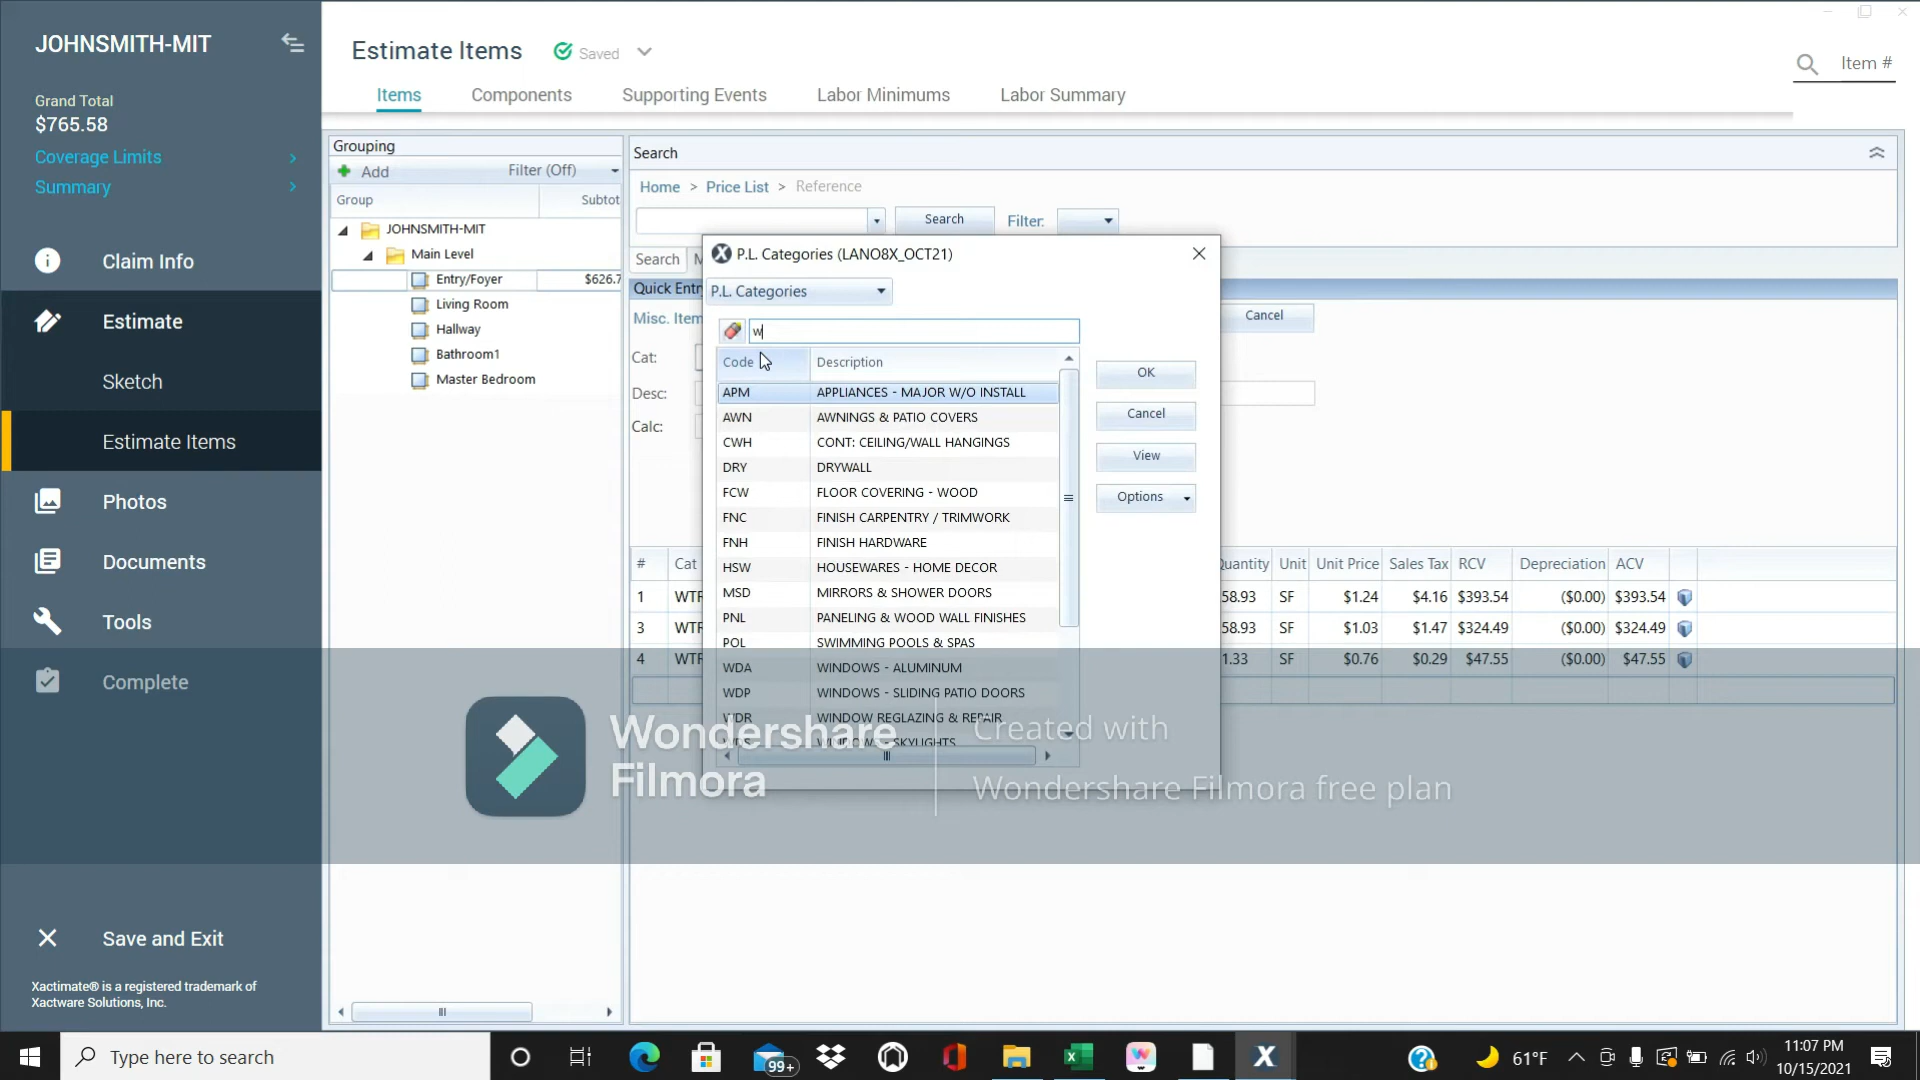 JOHNSMITH-MIT
Grand Total
$765.58
Coverage Limits
Summary
Claim Info
Estimate
Sketch
Estimate Items
Photos
Documents
Tools
Complete
Save and Exit
Xactimate® is a registered trademark of
Xactware Solutions, Inc.
Estimate Items
Saved
Item #
Items Components Supporting Events Labor Minimums Labor Summary
Grouping
Add Filter (Off)
Group Subtot
JOHNSMITH-MIT
Main Level
Entry/Foyer $626.7
Living Room
Hallway
Bathroom1
Master Bedroom
Search
Home > Price List > Reference
Search Filter:
Search M
Quick Entr
Misc. Item Cancel
Cat:
Desc:
Calc:
P.L. Categories (LANO8X_OCT21)
P.L. Categories
w
Code Description
APM APPLIANCES - MAJOR W/O INSTALL
AWN AWNINGS & PATIO COVERS
CWH CONT: CEILING/WALL HANGINGS
DRY DRYWALL
FCW FLOOR COVERING - WOOD
FNC FINISH CARPENTRY / TRIMWORK
FNH FINISH HARDWARE
HSW HOUSEWARES - HOME DECOR
MSD MIRRORS & SHOWER DOORS
PNL PANELING & WOOD WALL FINISHES
POL SWIMMING POOLS & SPAS
WDA WINDOWS - ALUMINUM
WDP WINDOWS - SLIDING PATIO DOORS
WDR WINDOW REGLAZING & REPAIR
WDS WINDOWS - SKYLIGHTS
OK
Cancel
View
Options
# Cat Quantity Unit Unit Price Sales Tax RCV Depreciation ACV
1 WTR 58.93 SF $1.24 $4.16 $393.54 ($0.00) $393.54
3 WTR 58.93 SF $1.03 $1.47 $324.49 ($0.00) $324.49
4 WTR 1.33 SF $0.76 $0.29 $47.55 ($0.00) $47.55
Wondershare
Filmora
Created with
Wondershare Filmora free plan
Type here to search
99+
61°F
11:07 PM
10/15/2021